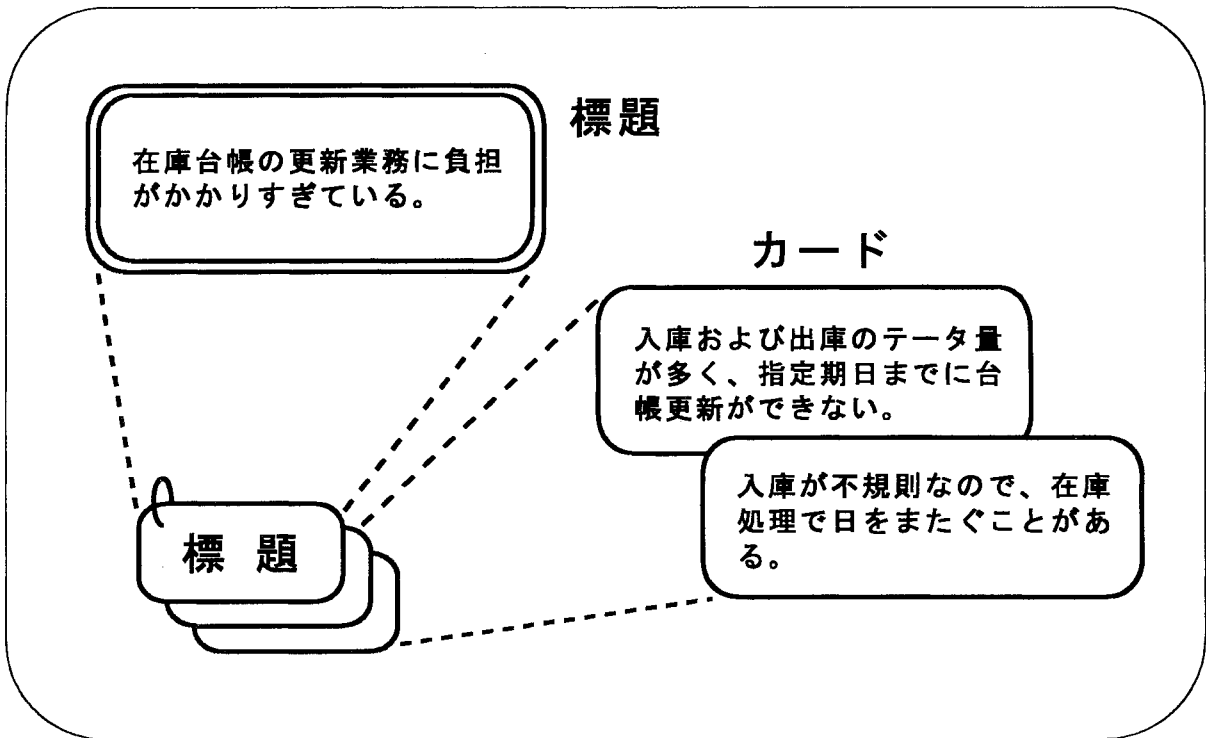 標題
在庫台帳の更新業務に負担
がかかりすぎている。
カード
入庫および出庫のテータ量
が多く、指定期日までに台
帳更新ができない。
入庫が不規則なので、在庫
処理で日をまたぐことがあ
る。
標 題